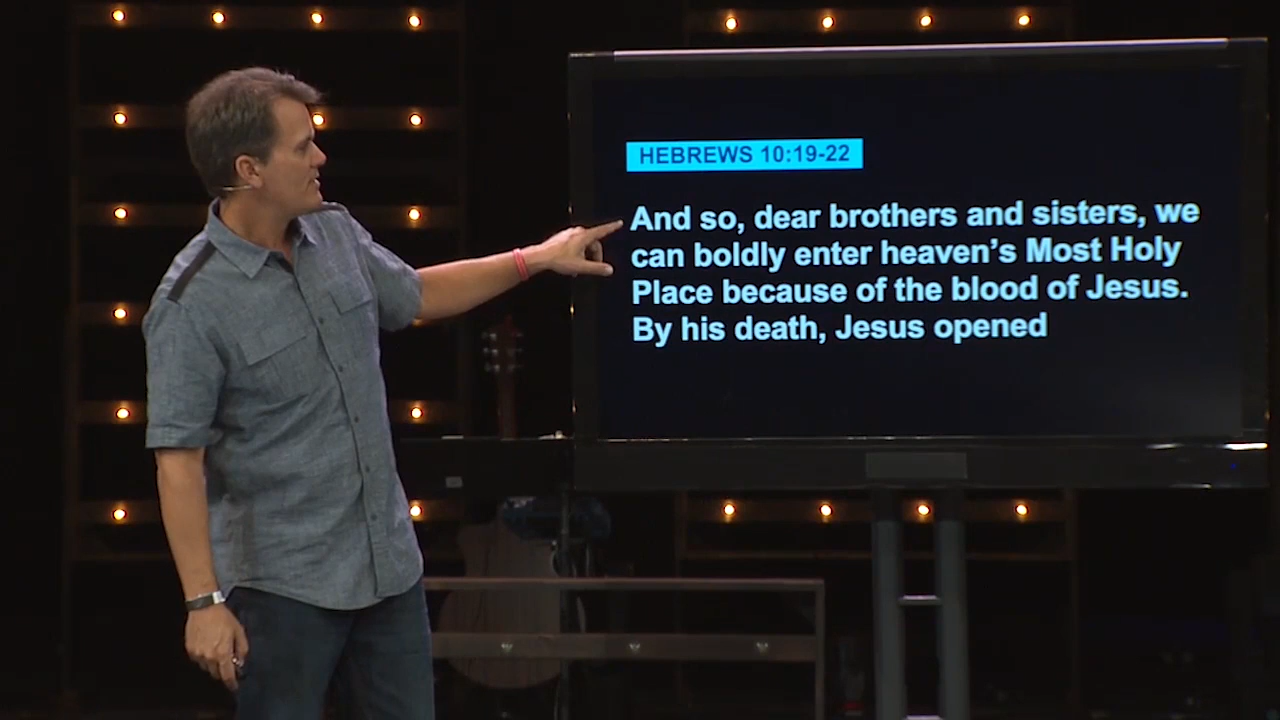 HEBREWS 10:19-22
And so, dear brothers and sisters, we
can boldly enter heaven’s Most Holy
Place because of the blood of Jesus.
By his death, Jesus opened